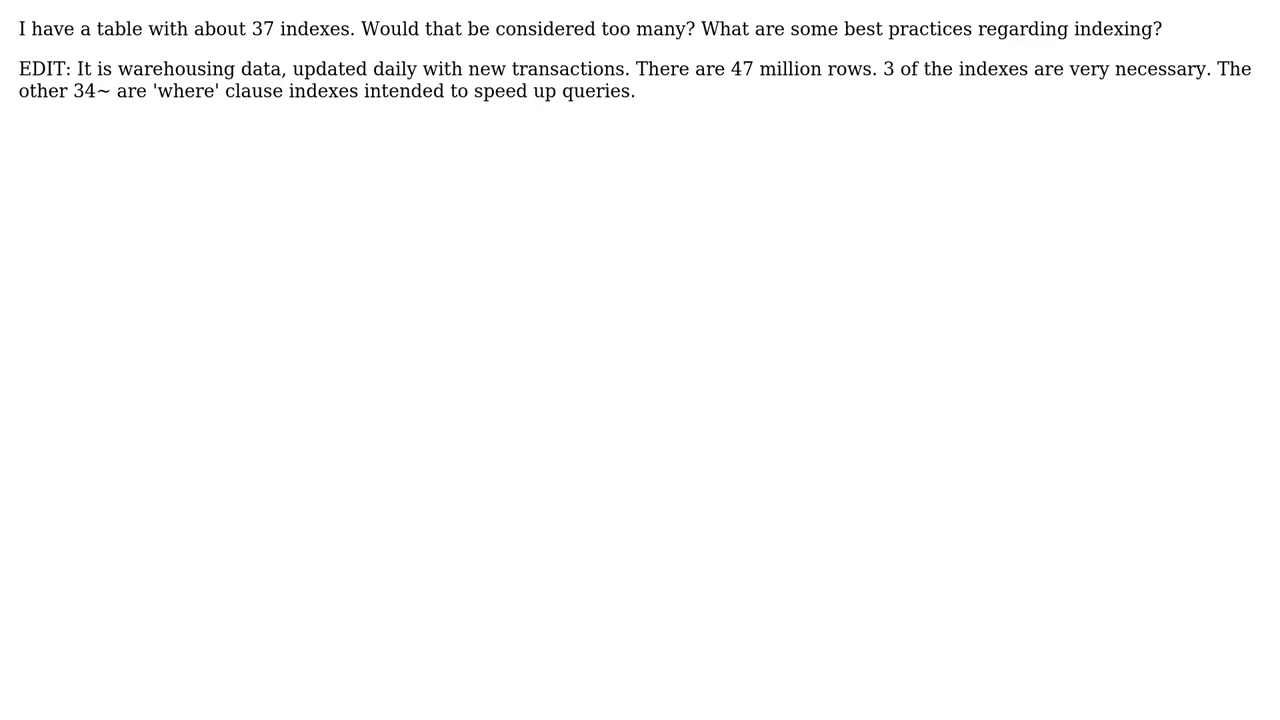 I have a table with about 37 indexes. Would that be considered too many? What are some best practices regarding indexing?
EDIT: It is warehousing data, updated daily with new transactions. There are 47 million rows. 3 of the indexes are very necessary. The
other 34~ are 'where' clause indexes intended to speed up queries.